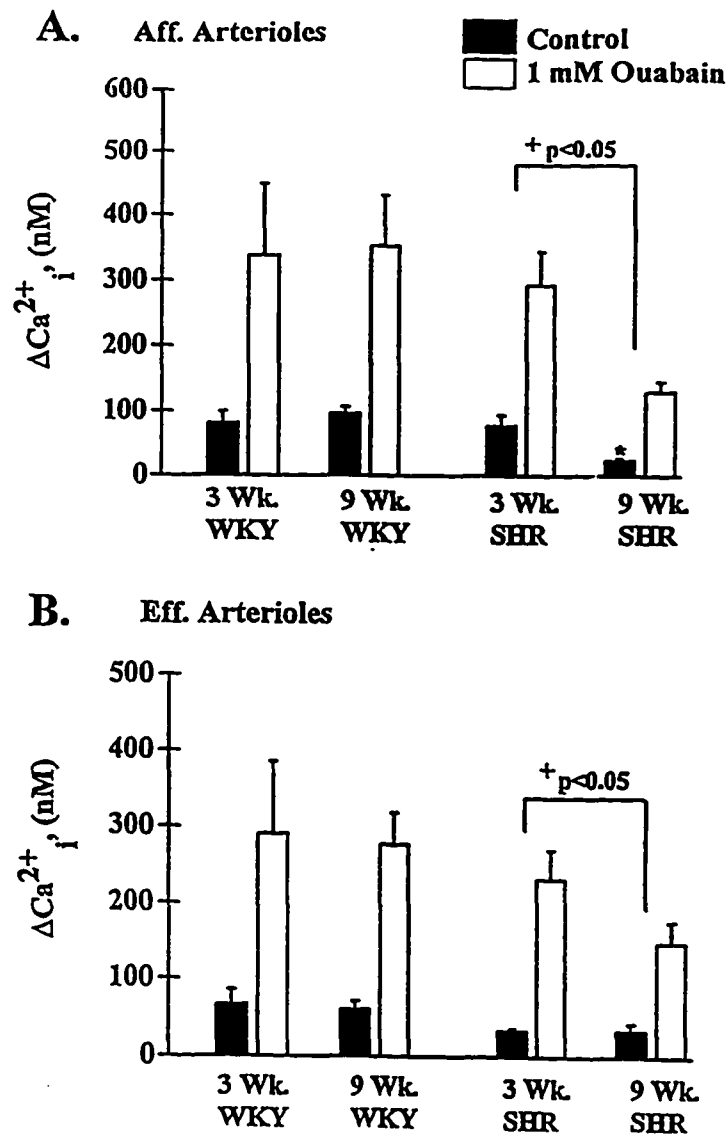 A. Aff. Arterioles
Control
1 mM Ouabain
600
500
400
300
200
100
0
ΔCa²⁺ᵢ, (nM)
+ p<0.05
*
3 Wk. 9 Wk. 3 Wk. 9 Wk.
WKY WKY SHR SHR
B. Eff. Arterioles
500
400
300
200
100
0
ΔCa²⁺ᵢ, (nM)
+ p<0.05
3 Wk. 9 Wk. 3 Wk. 9 Wk.
WKY WKY SHR SHR